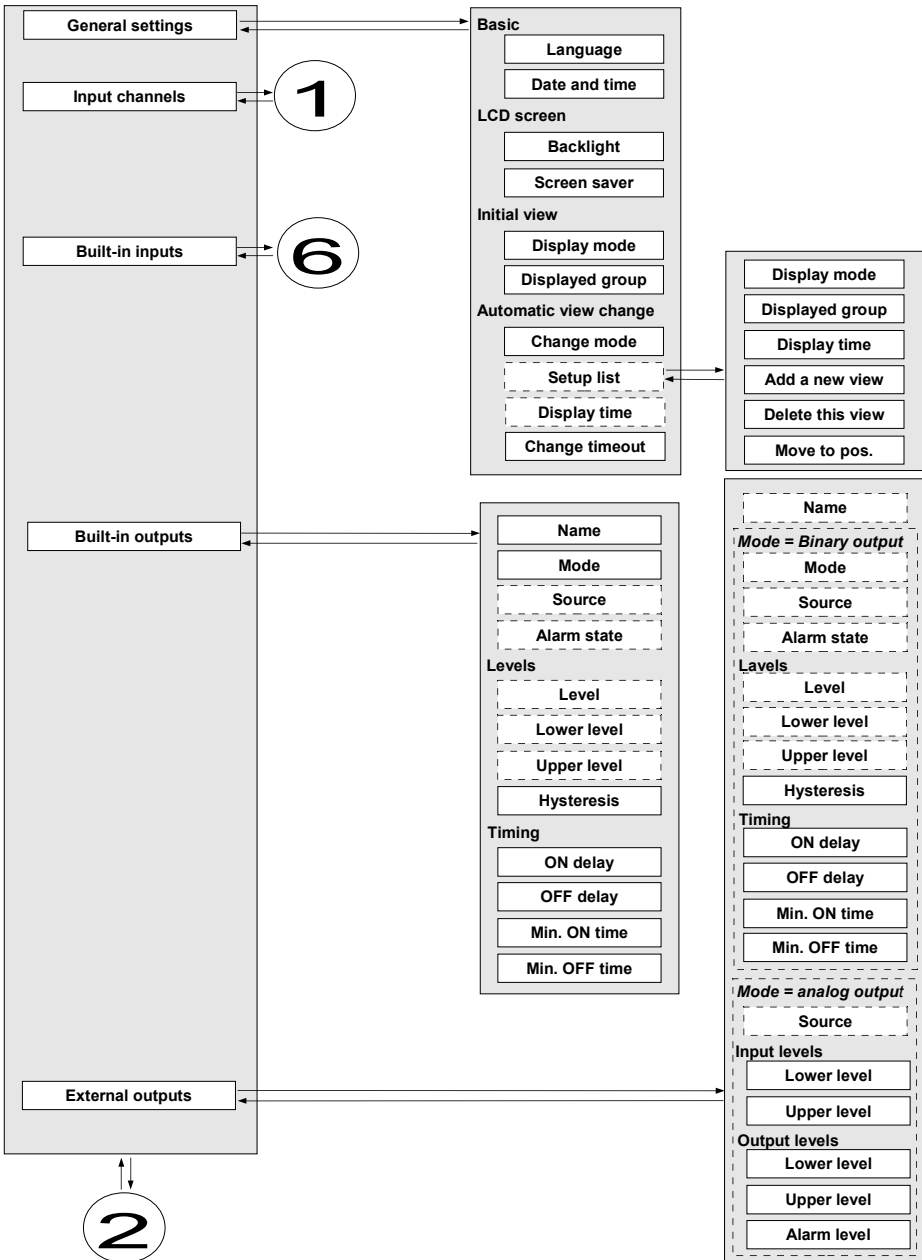 General settings
Input channels
1
Built-in inputs
6
Built-in outputs
External outputs
2
Basic
Language
Date and time
LCD screen
Backlight
Screen saver
Initial view
Display mode
Displayed group
Automatic view change
Change mode
Setup list
Display time
Change timeout
Display mode
Displayed group
Display time
Add a new view
Delete this view
Move to pos.
Name
Mode
Source
Alarm state
Levels
Level
Lower level
Upper level
Hysteresis
Timing
ON delay
OFF delay
Min. ON time
Min. OFF time
Name
Mode = Binary output
Mode
Source
Alarm state
Lavels
Level
Lower level
Upper level
Hysteresis
Timing
ON delay
OFF delay
Min. ON time
Min. OFF time
Mode = analog output
Source
Input levels
Lower level
Upper level
Output levels
Lower level
Upper level
Alarm level